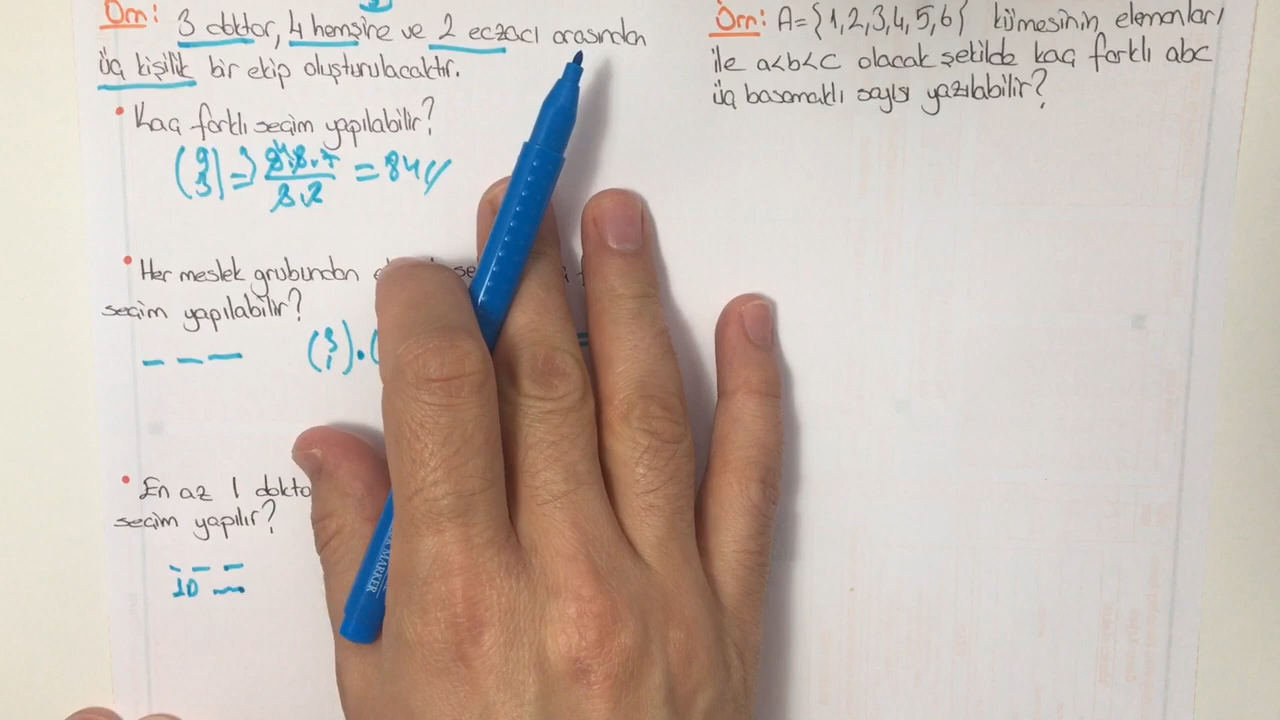 Örn: 3 doktor, 4 hemşire ve 2 eczacı arasından
üç kişilik bir ekip oluşturulacaktır.
• Kaç farklı seçim yapılabilir?
(9 3) => 9.8.7 / 3.2 = 84 //
• Her meslek grubundan
seçim yapılabilir?
(3 1) . (
• En az 1 dokto
seçim yapılır?
1D
Örn: A={1,2,3,4,5,6} kümesinin elemanları
ile a<b<c olacak şekilde kaç farklı abc
üç basamaklı sayısı yazılabilir?
MARKER